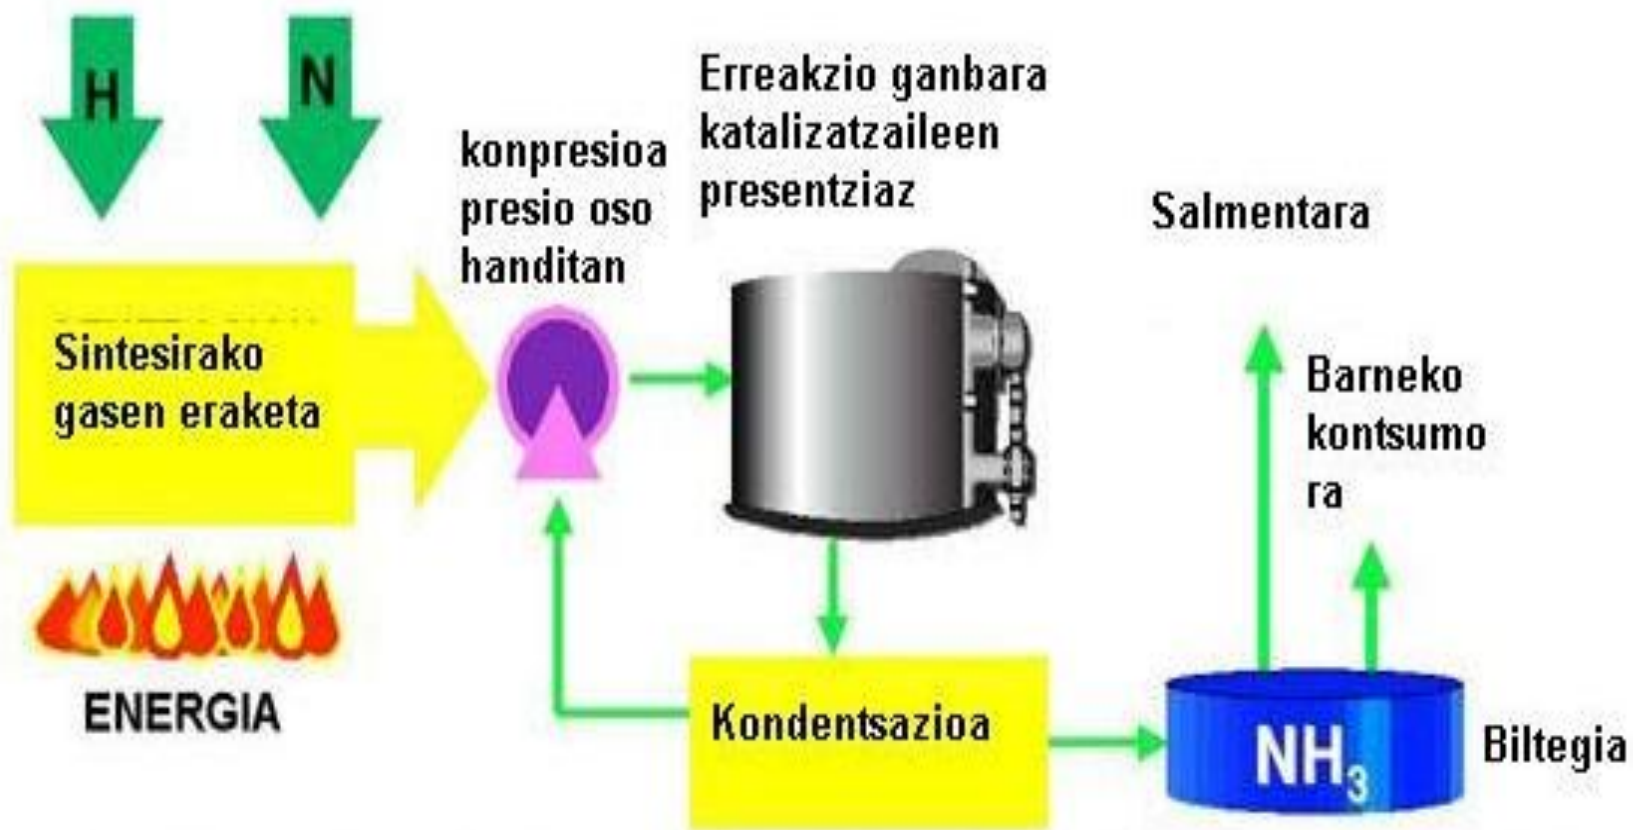 H
N
konpresioa
presio oso
handitan
Erreakzio ganbara
katalizatzaileen
presentziaz
Salmentara
Sintesirako
gasen eraketa
Barneko
kontsumo
ra
ENERGIA
Kondentsazioa
NH₃
Biltegia